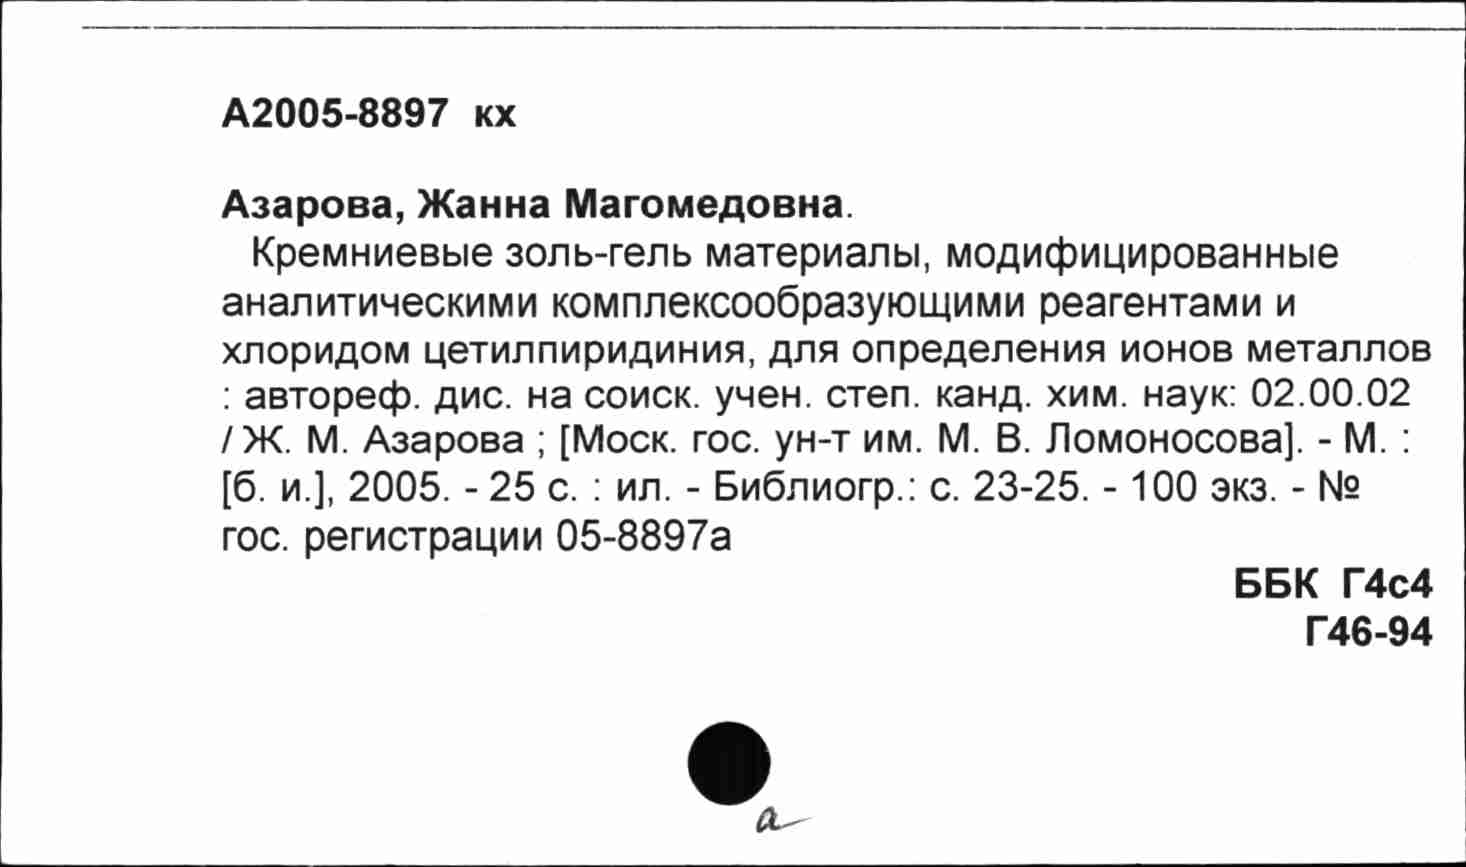 А2005-8897 кх
Азарова, Жанна Магомедовна.
Кремниевые золь-гель материалы, модифицированные
аналитическими комплексообразующими реагентами и
хлоридом цетилпиридиния, для определения ионов металлов
: автореф. дис. на соиск. учен. степ. канд. хим. наук: 02.00.02
/ Ж. М. Азарова ; [Моск. гос. ун-т им. М. В. Ломоносова]. - М. :
[б. и.], 2005. - 25 с. : ил. - Библиогр.: с. 23-25. - 100 экз. - №
гос. регистрации 05-8897а
ББК Г4с4
Г46-94
а